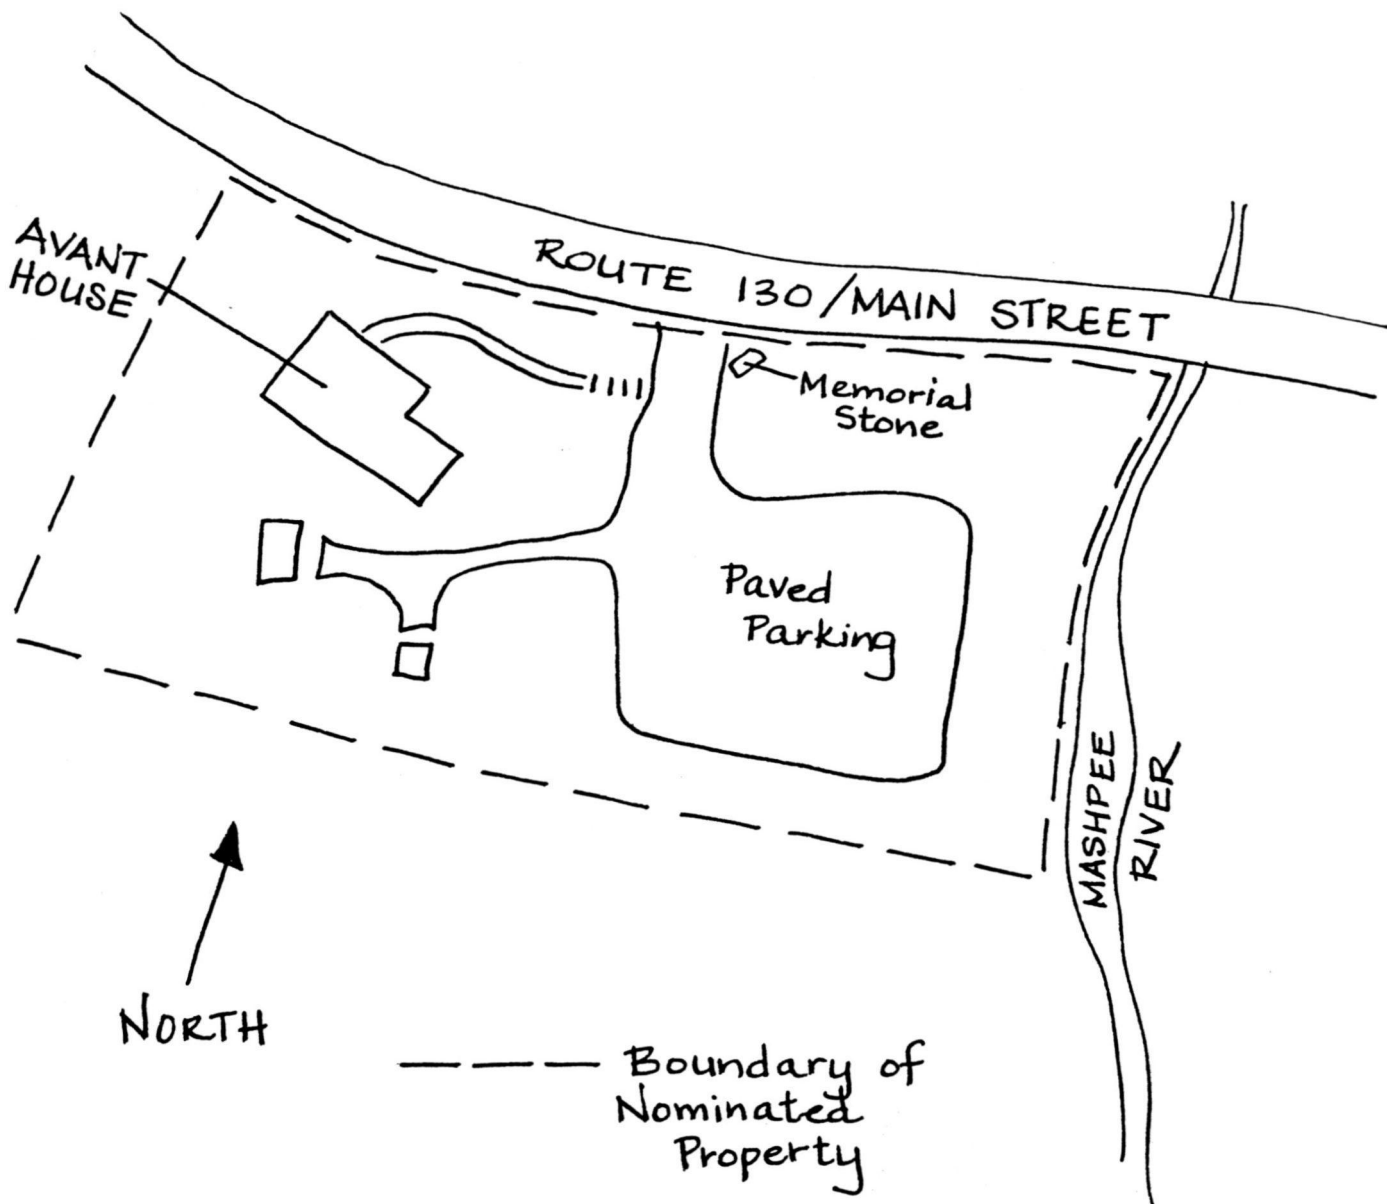 ROUTE 130/MAIN STREET
AVANT
HOUSE
Memorial
Stone
Paved
Parking
MASHPEE
RIVER
NORTH
Boundary of
Nominated
Property